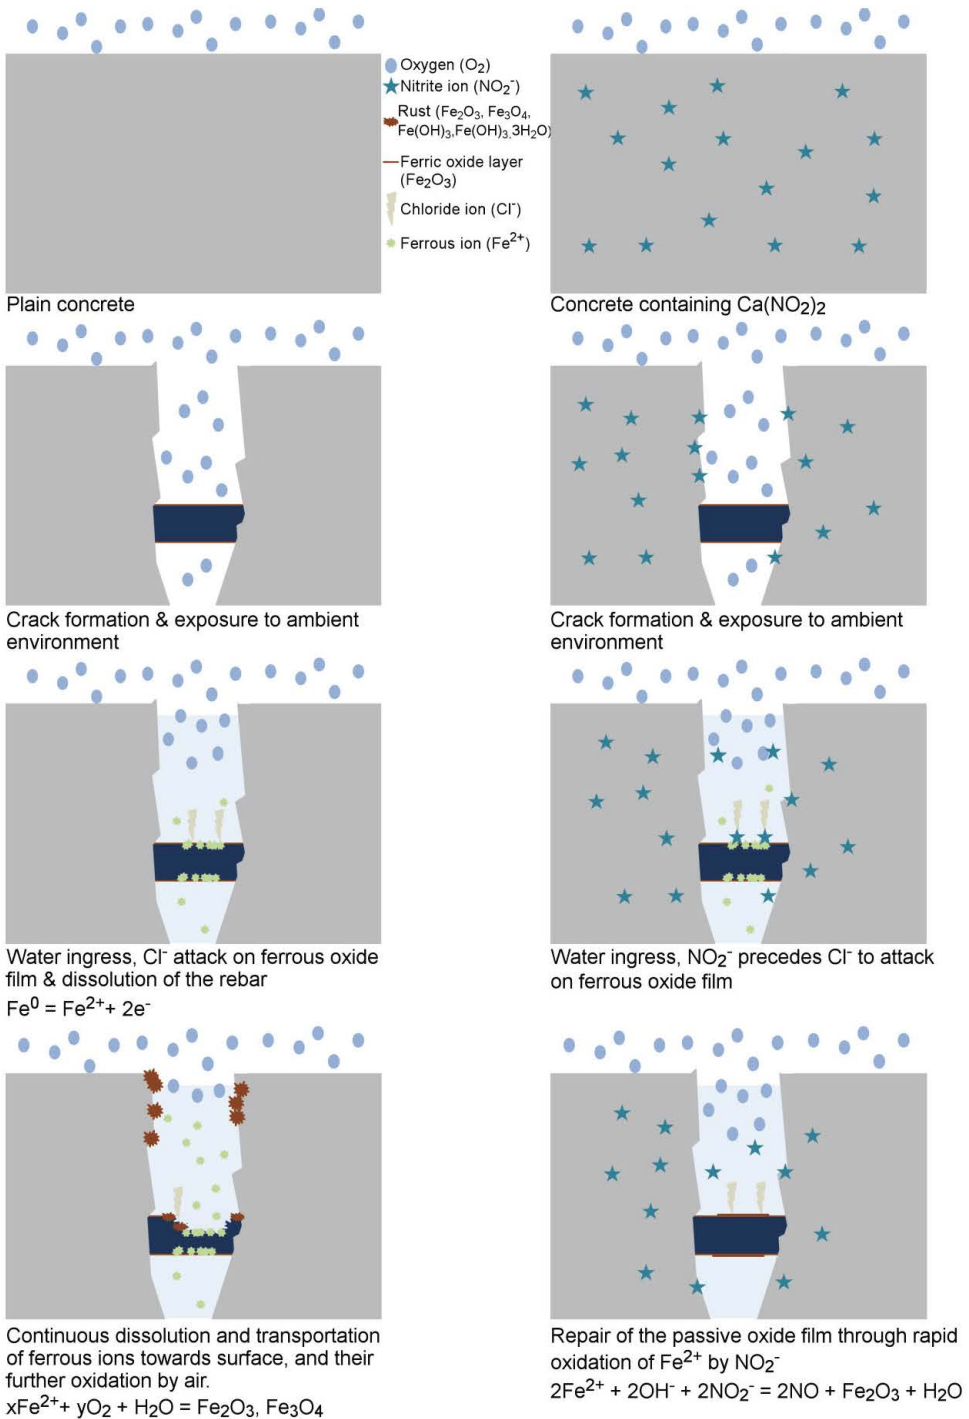 Oxygen (O₂)
Nitrite ion (NO₂⁻)
Rust (Fe₂O₃, Fe₃O₄,
Fe(OH)₃,Fe(OH)₃.3H₂O)
Ferric oxide layer
(Fe₂O₃)
Chloride ion (Cl⁻)
Ferrous ion (Fe²⁺)
Plain concrete
Concrete containing Ca(NO₂)2
Crack formation & exposure to ambient
environment
Crack formation & exposure to ambient
environment
Water ingress, Cl⁻ attack on ferrous oxide
film & dissolution of the rebar
Fe⁰ = Fe²⁺+ 2e⁻
Water ingress, NO₂⁻ precedes Cl⁻ to attack
on ferrous oxide film
Continuous dissolution and transportation
of ferrous ions towards surface, and their
further oxidation by air.
xFe²⁺+ yO₂ + H₂O = Fe₂O₃, Fe₃O₄
Repair of the passive oxide film through rapid
oxidation of Fe²⁺ by NO₂⁻
2Fe²⁺ + 2OH⁻ + 2NO₂⁻ = 2NO + Fe₂O₃ + H₂O